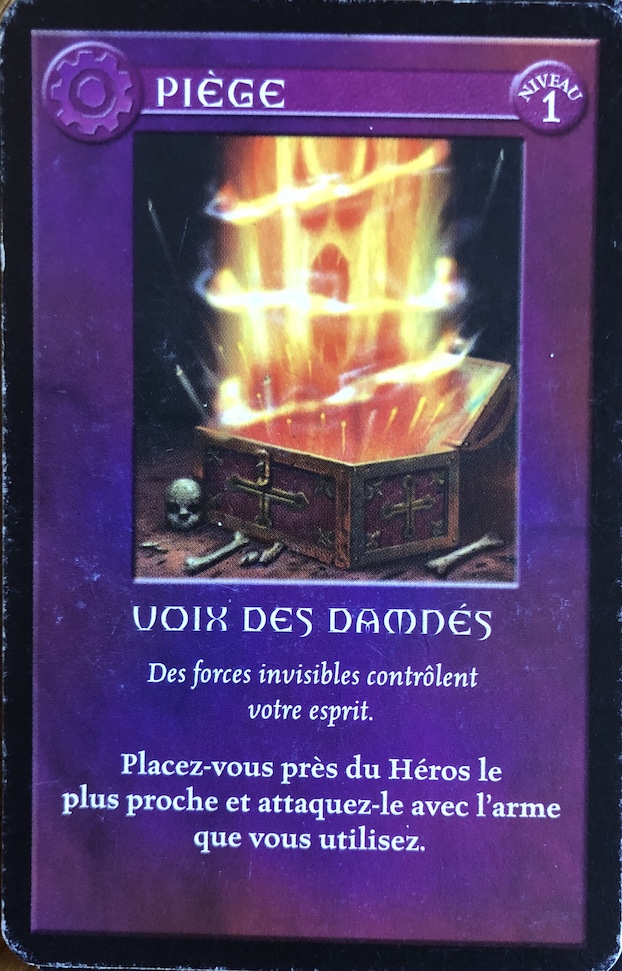 PIÈGE
NIVEAU
1
VOIX DES DAMNÉS
Des forces invisibles contrôlent
votre esprit.
Placez-vous près du Héros le
plus proche et attaquez-le avec l'arme
que vous utilisez.